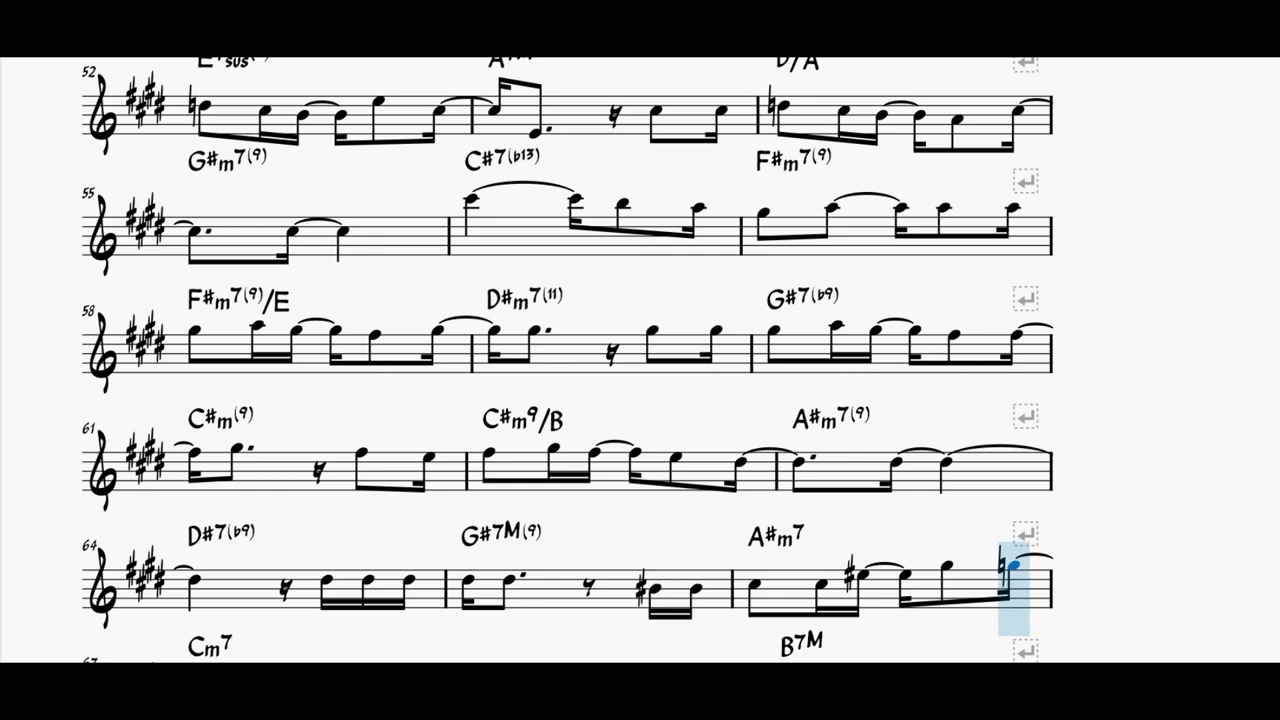 52
G#m7(9) C#7(b13) F#m7(9)
55
F#m7(9)/E D#m7(11) G#7(b9)
58
C#m(9) C#m9/B A#m7(9)
61
D#7(b9) G#7M(9) A#m7
64
Cm7 B7M